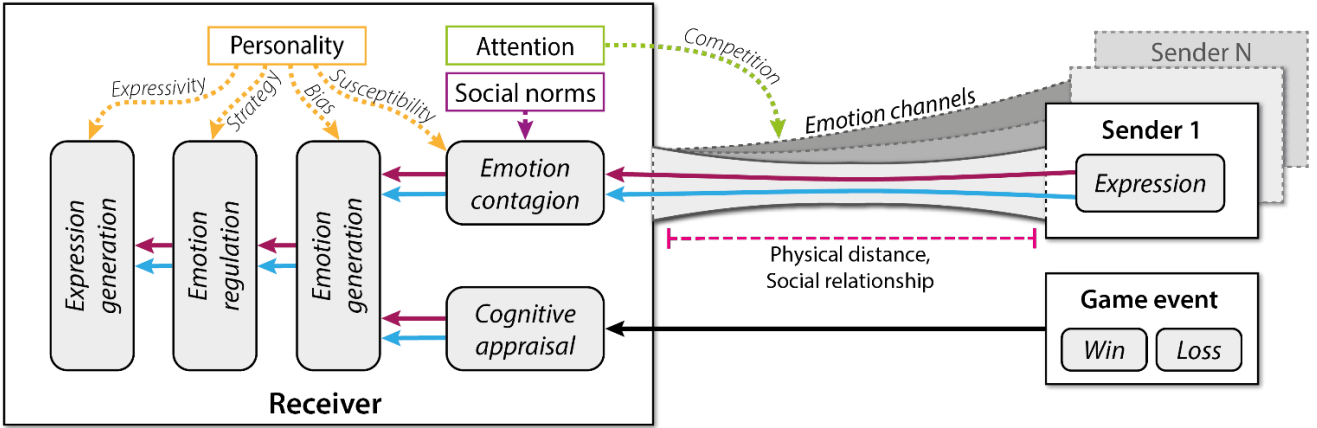 Personality
Attention
Competition
Sender N
Expressivity
Strategy
Bias
Susceptibility
Social norms
Emotion channels
Sender 1
Expression
Emotion
contagion
Expression
generation
Emotion
regulation
Emotion
generation
Physical distance,
Social relationship
Cognitive
appraisal
Game event
Win
Loss
Receiver